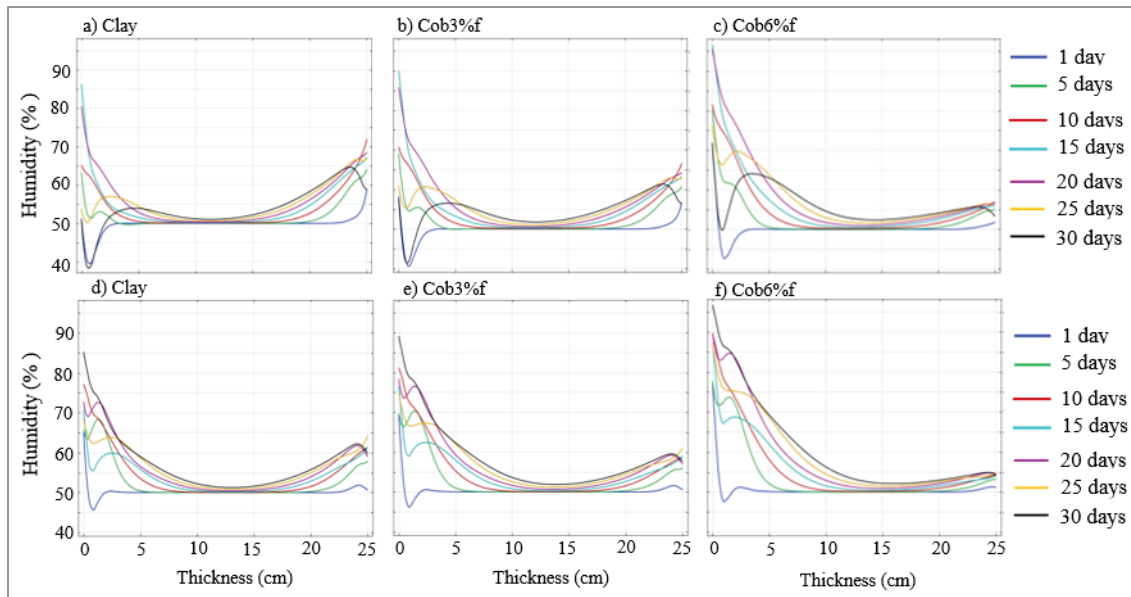 a) Clay
b) Cob3%f
c) Cob6%f
90
80
70
60
50
40
Humidity (%)
1 day
5 days
10 days
15 days
20 days
25 days
30 days
d) Clay
e) Cob3%f
f) Cob6%f
90
80
70
60
50
40
Humidity (%)
1 day
5 days
10 days
15 days
20 days
25 days
30 days
0 5 10 15 20 25
0 5 10 15 20 25
0 5 10 15 20 25
Thickness (cm)
Thickness (cm)
Thickness (cm)